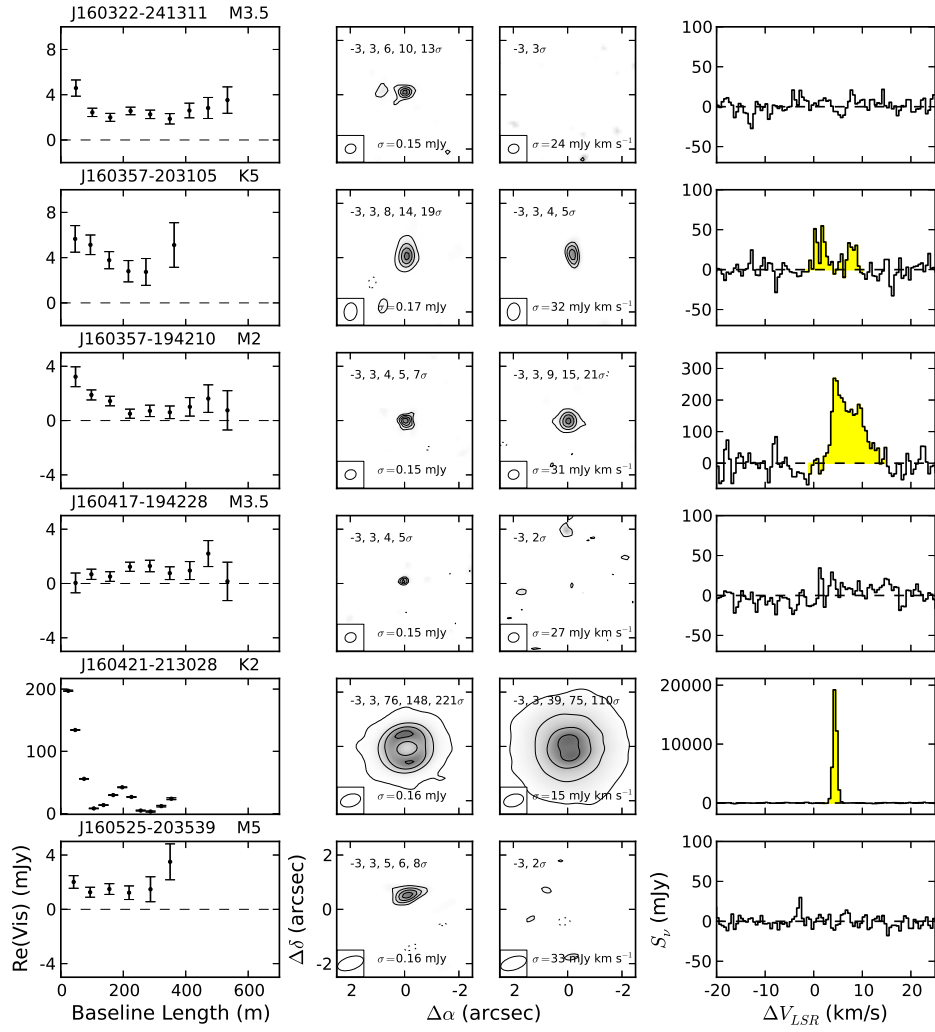 J160322-241311 M3.5
8
4
0
-3, 3, 6, 10, 13σ
σ=0.15 mJy
-3, 3σ
σ=24 mJy km s⁻¹
100
50
0
-50
J160357-203105 K5
8
4
0
-3, 3, 8, 14, 19σ
σ=0.17 mJy
-3, 3, 4, 5σ
σ=32 mJy km s⁻¹
100
50
0
-50
J160357-194210 M2
4
0
-4
-3, 3, 4, 5, 7σ
σ=0.15 mJy
-3, 3, 9, 15, 21σ
σ=31 mJy km s⁻¹
300
200
100
0
J160417-194228 M3.5
4
0
-4
-3, 3, 4, 5σ
σ=0.15 mJy
-3, 2σ
σ=27 mJy km s⁻¹
100
50
0
-50
J160421-213028 K2
200
100
0
-3, 3, 76, 148, 221σ
σ=0.16 mJy
-3, 3, 39, 75, 110σ
σ=15 mJy km s⁻¹
20000
10000
0
J160525-203539 M5
Re(Vis) (mJy)
4
0
-4
0 200 400 600
Baseline Length (m)
Δδ (arcsec)
2
0
-2
-3, 3, 5, 6, 8σ
σ=0.16 mJy
-3, 2σ
σ=33 mJy km s⁻¹
2 0 -2 2 0 -2
Δα (arcsec)
Sν (mJy)
100
50
0
-50
-20 -10 0 10 20
ΔV_LSR (km/s)